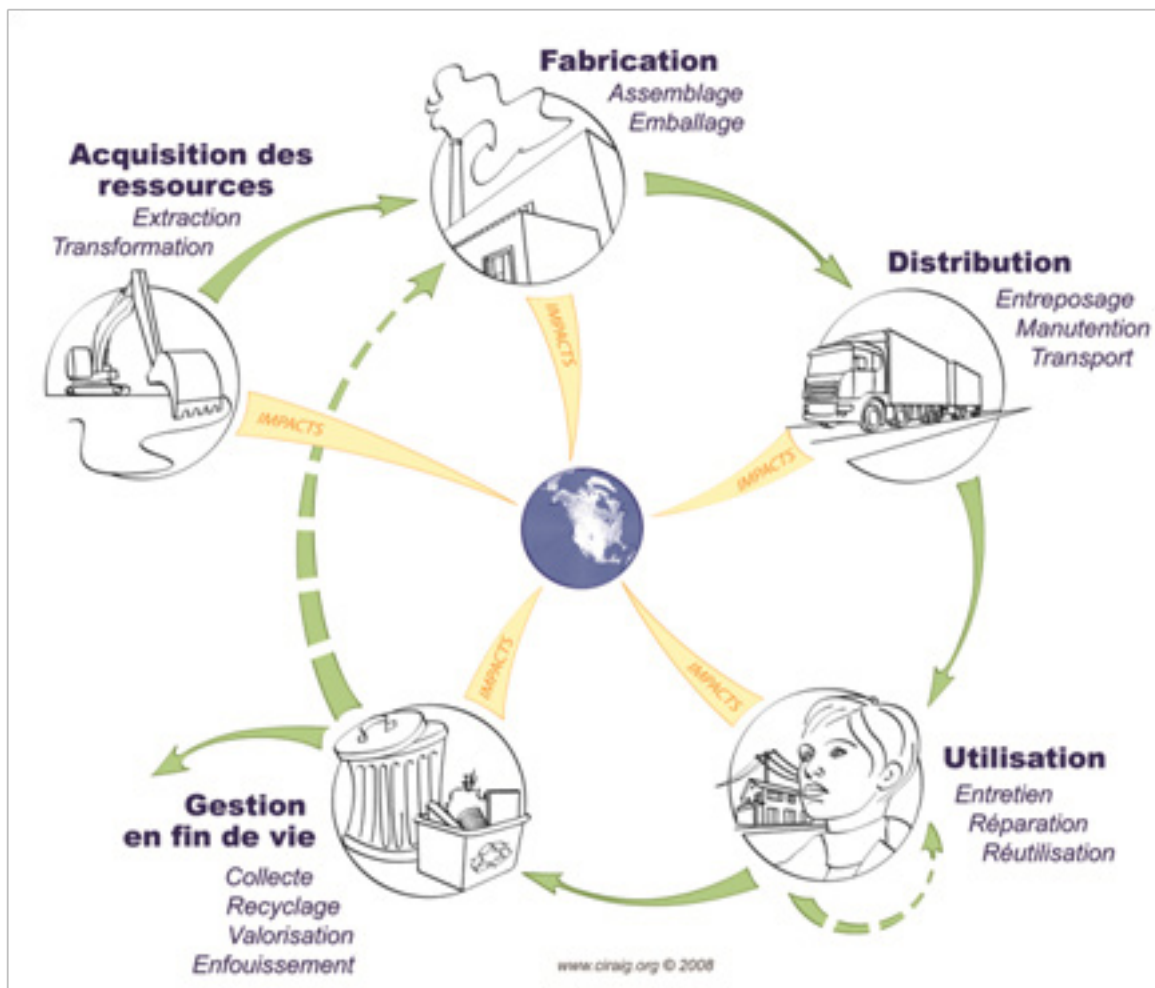 Fabrication
Assemblage
Emballage
Acquisition des
ressources
Extraction
Transformation
Distribution
Entreposage
Manutention
Transport
IMPACTS
IMPACTS
IMPACTS
IMPACTS
IMPACTS
Utilisation
Entretien
Réparation
Réutilisation
Gestion
en fin de vie
Collecte
Recyclage
Valorisation
Enfouissement
www.ciraig.org © 2008